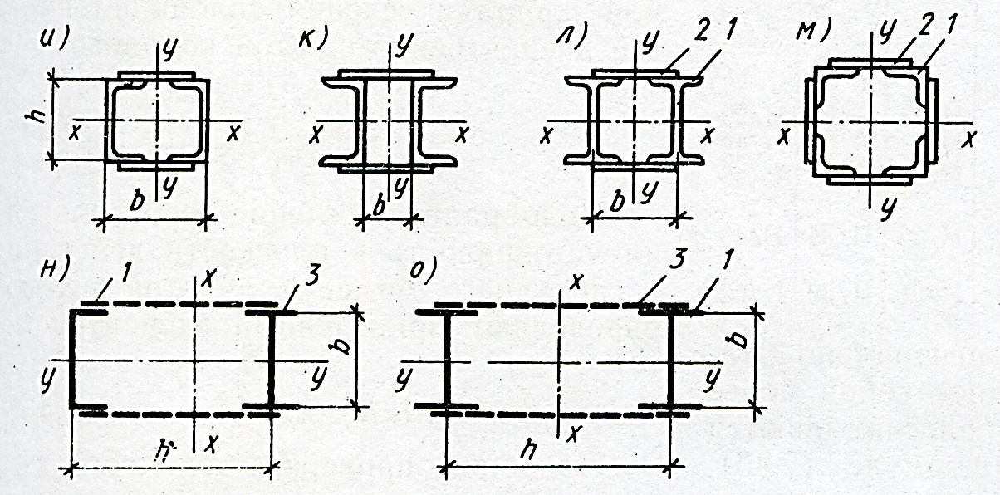 и) y h x x y b
к) y x x y b
л) y 2 1 x x y b
м) y 2 1 x x y
н) 1 x 3 y y b x h
о) x 3 1 y y b x h